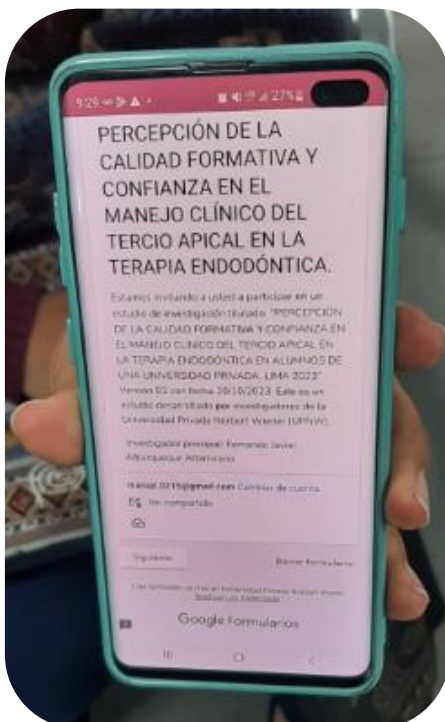 9:29
27%
PERCEPCIÓN DE LA
CALIDAD FORMATIVA Y
CONFIANZA EN EL
MANEJO CLÍNICO DEL
TERCIO APICAL EN LA
TERAPIA ENDODÓNTICA.
Estamos invitando a usted a participar en un
estudio de investigación titulado: "PERCEPCIÓN
DE LA CALIDAD FORMATIVA Y CONFIANZA EN
EL MANEJO CLÍNICO DEL TERCIO APICAL EN
LA TERAPIA ENDODÓNTICA EN ALUMNOS DE
UNA UNIVERSIDAD PRIVADA, LIMA 2023"
Versión 02 con fecha 2023. Este es un
estudio desarrollado por investigadores de la
Universidad Privada Norbert Wiener (UPNW).
Investigador principal: Fernando Javier
Alburqueque
Cambiar de cuenta
No compartido
Siguiente
Borrar formulario
Google Formularios